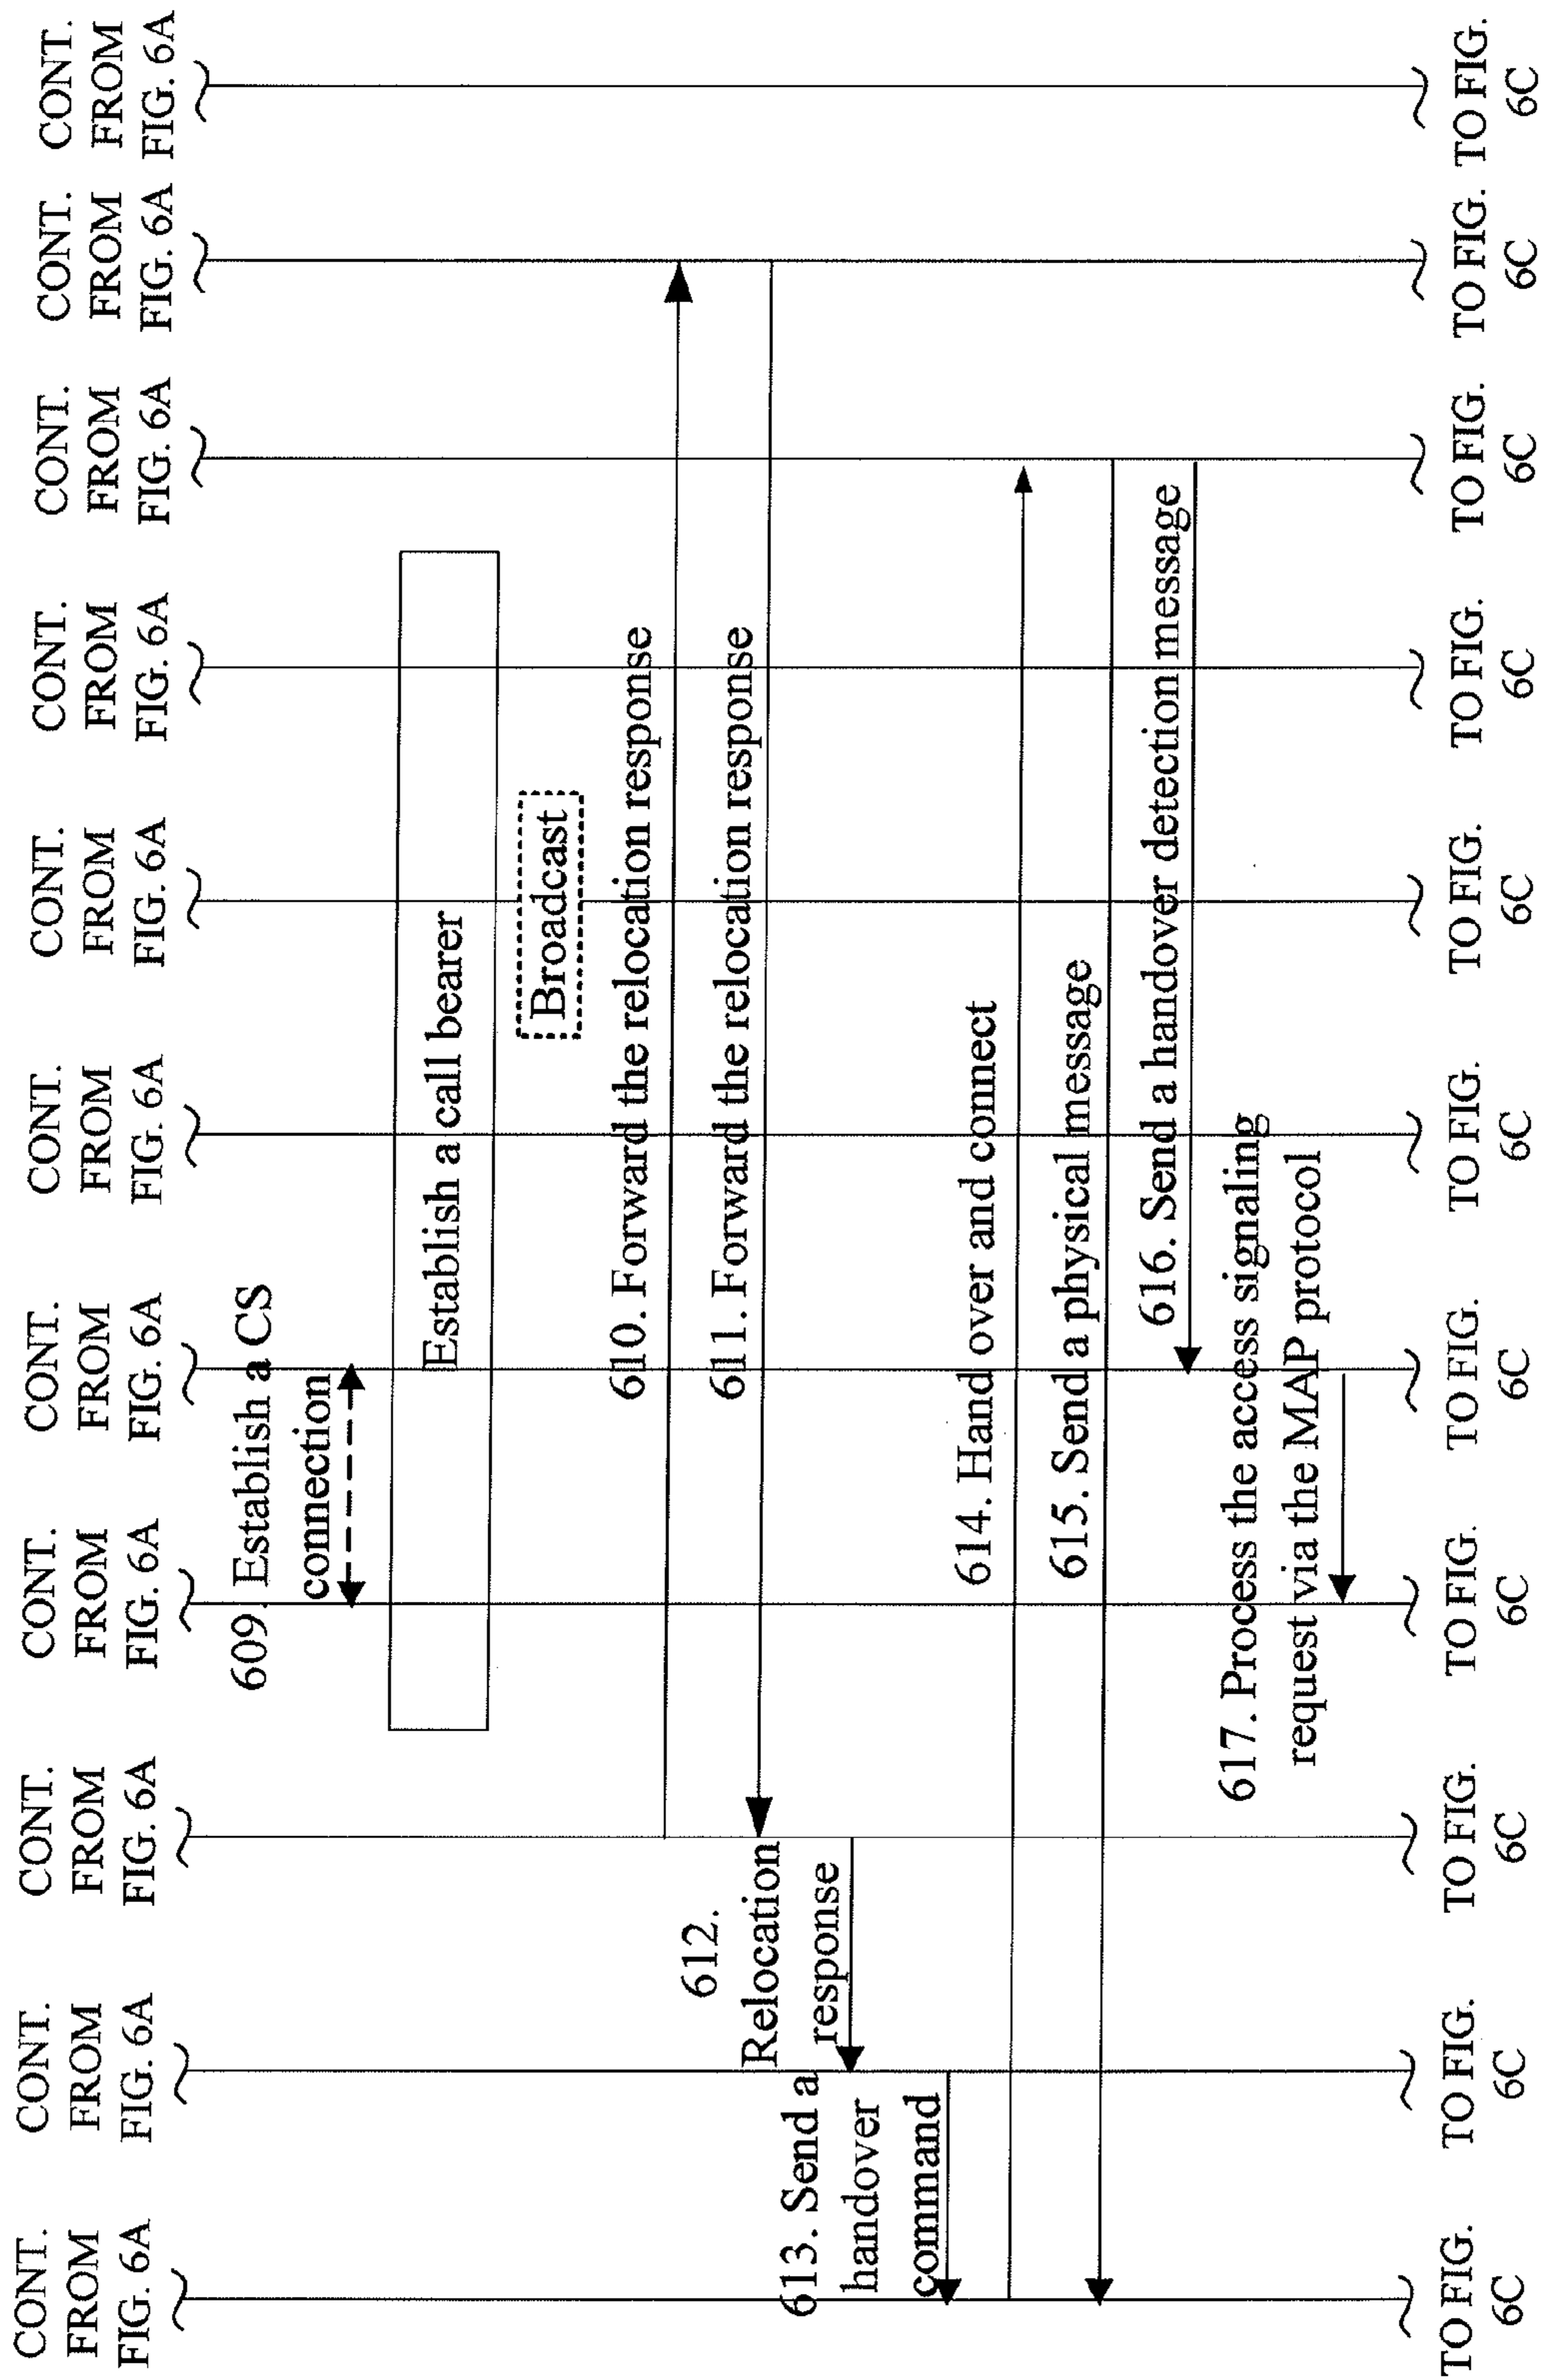 CONT.
FROM
FIG. 6A
CONT.
FROM
FIG. 6A
CONT.
FROM
FIG. 6A
CONT.
FROM
FIG. 6A
CONT.
FROM
FIG. 6A
CONT.
FROM
FIG. 6A
CONT.
FROM
FIG. 6A
CONT.
FROM
FIG. 6A
CONT.
FROM
FIG. 6A
CONT.
FROM
FIG. 6A
CONT.
FROM
FIG. 6A
609. Establish a CS
connection
Establish a call bearer
Broadcast
610. Forward the relocation response
611. Forward the relocation response
612.
Relocation
response
613. Send a
handover
command
614. Hand over and connect
615. Send a physical message
616. Send a handover detection message
617. Process the access signaling
request via the MAP protocol
TO FIG.
6C
TO FIG.
6C
TO FIG.
6C
TO FIG.
6C
TO FIG.
6C
TO FIG.
6C
TO FIG.
6C
TO FIG.
6C
TO FIG.
6C
TO FIG.
6C
TO FIG.
6C